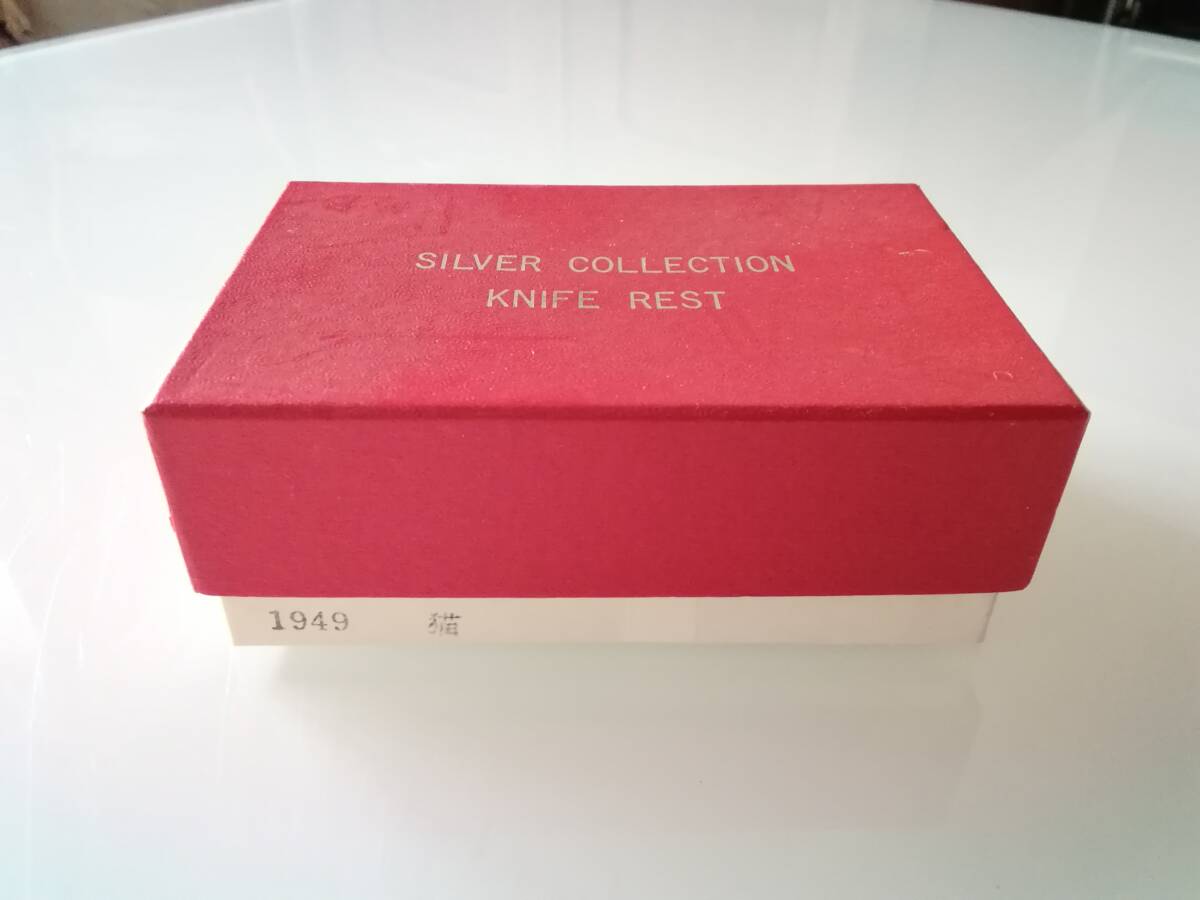 SILVER COLLECTION
KNIFE REST
1949 猫